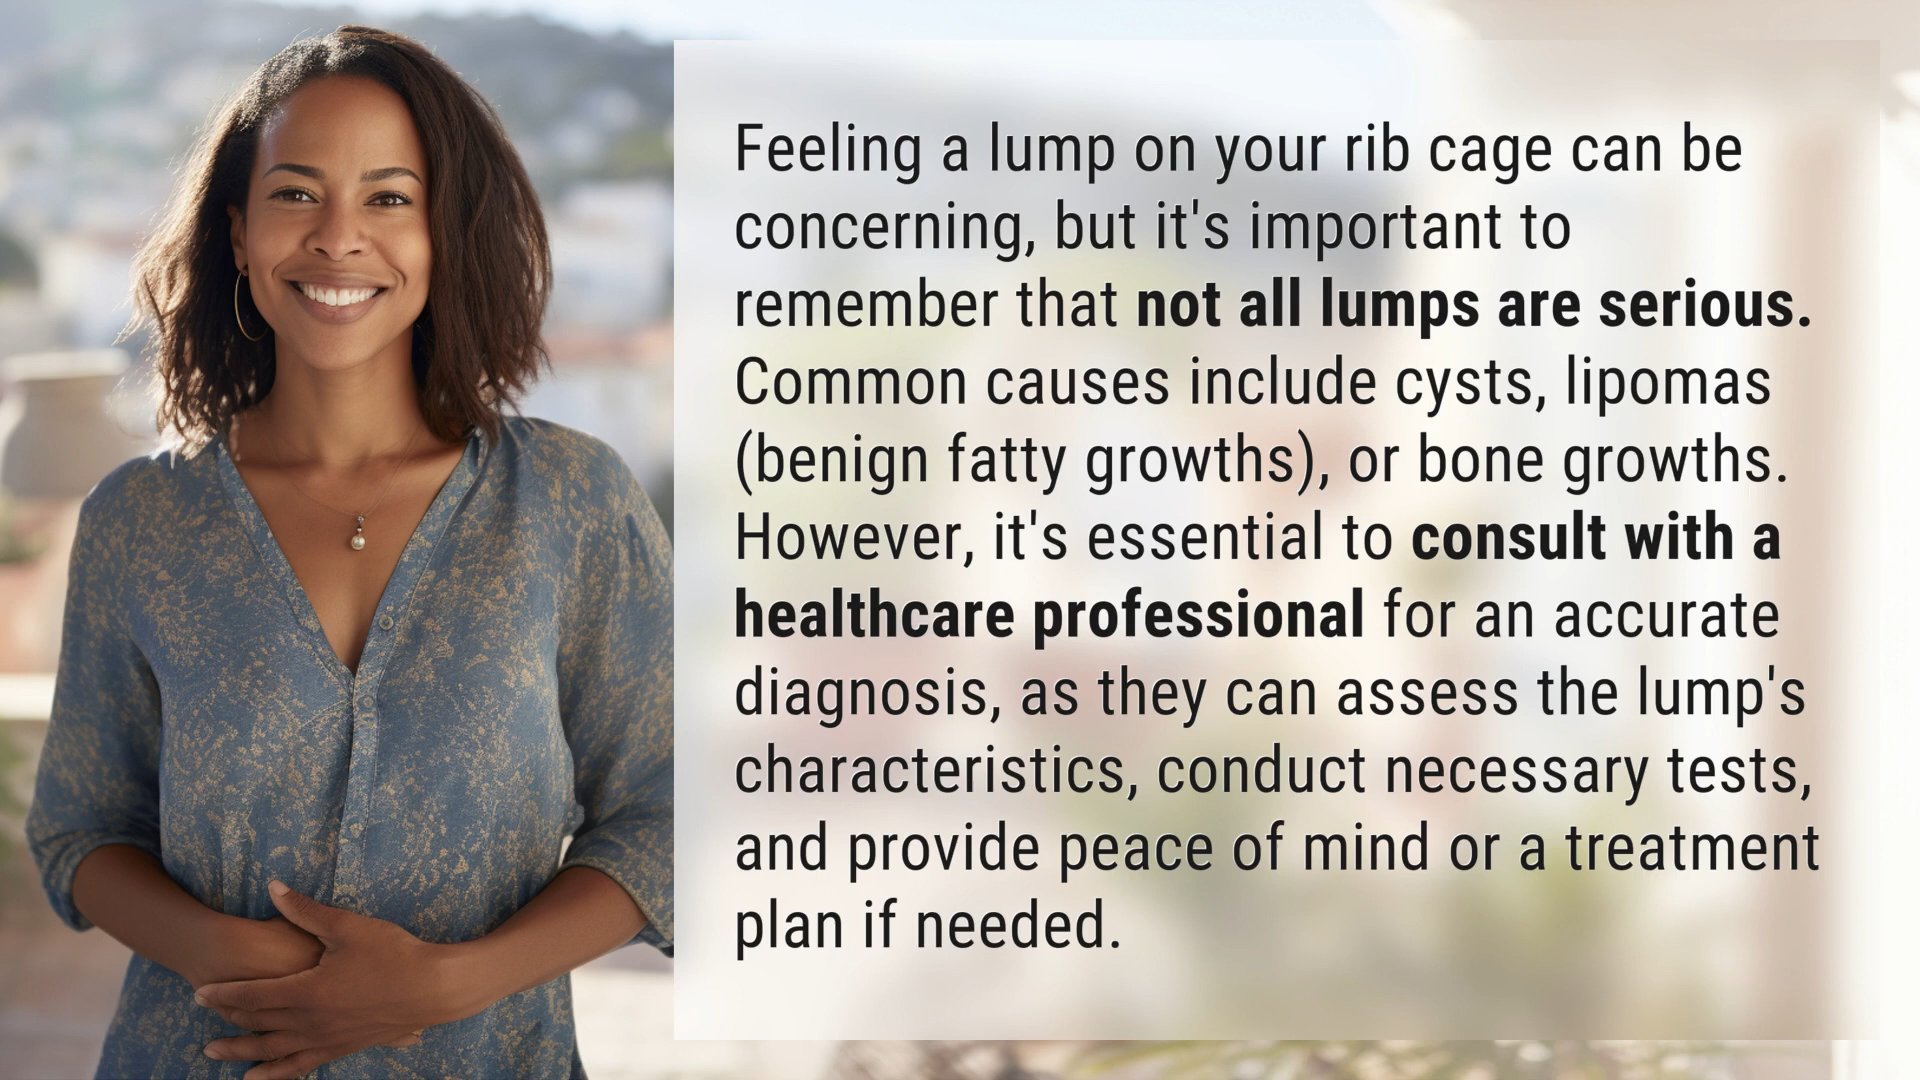 Feeling a lump on your rib cage can be
concerning, but it's important to
remember that not all lumps are serious.
Common causes include cysts, lipomas
(benign fatty growths), or bone growths.
However, it's essential to consult with a
healthcare professional for an accurate
diagnosis, as they can assess the lump's
characteristics, conduct necessary tests,
and provide peace of mind or a treatment
plan if needed.